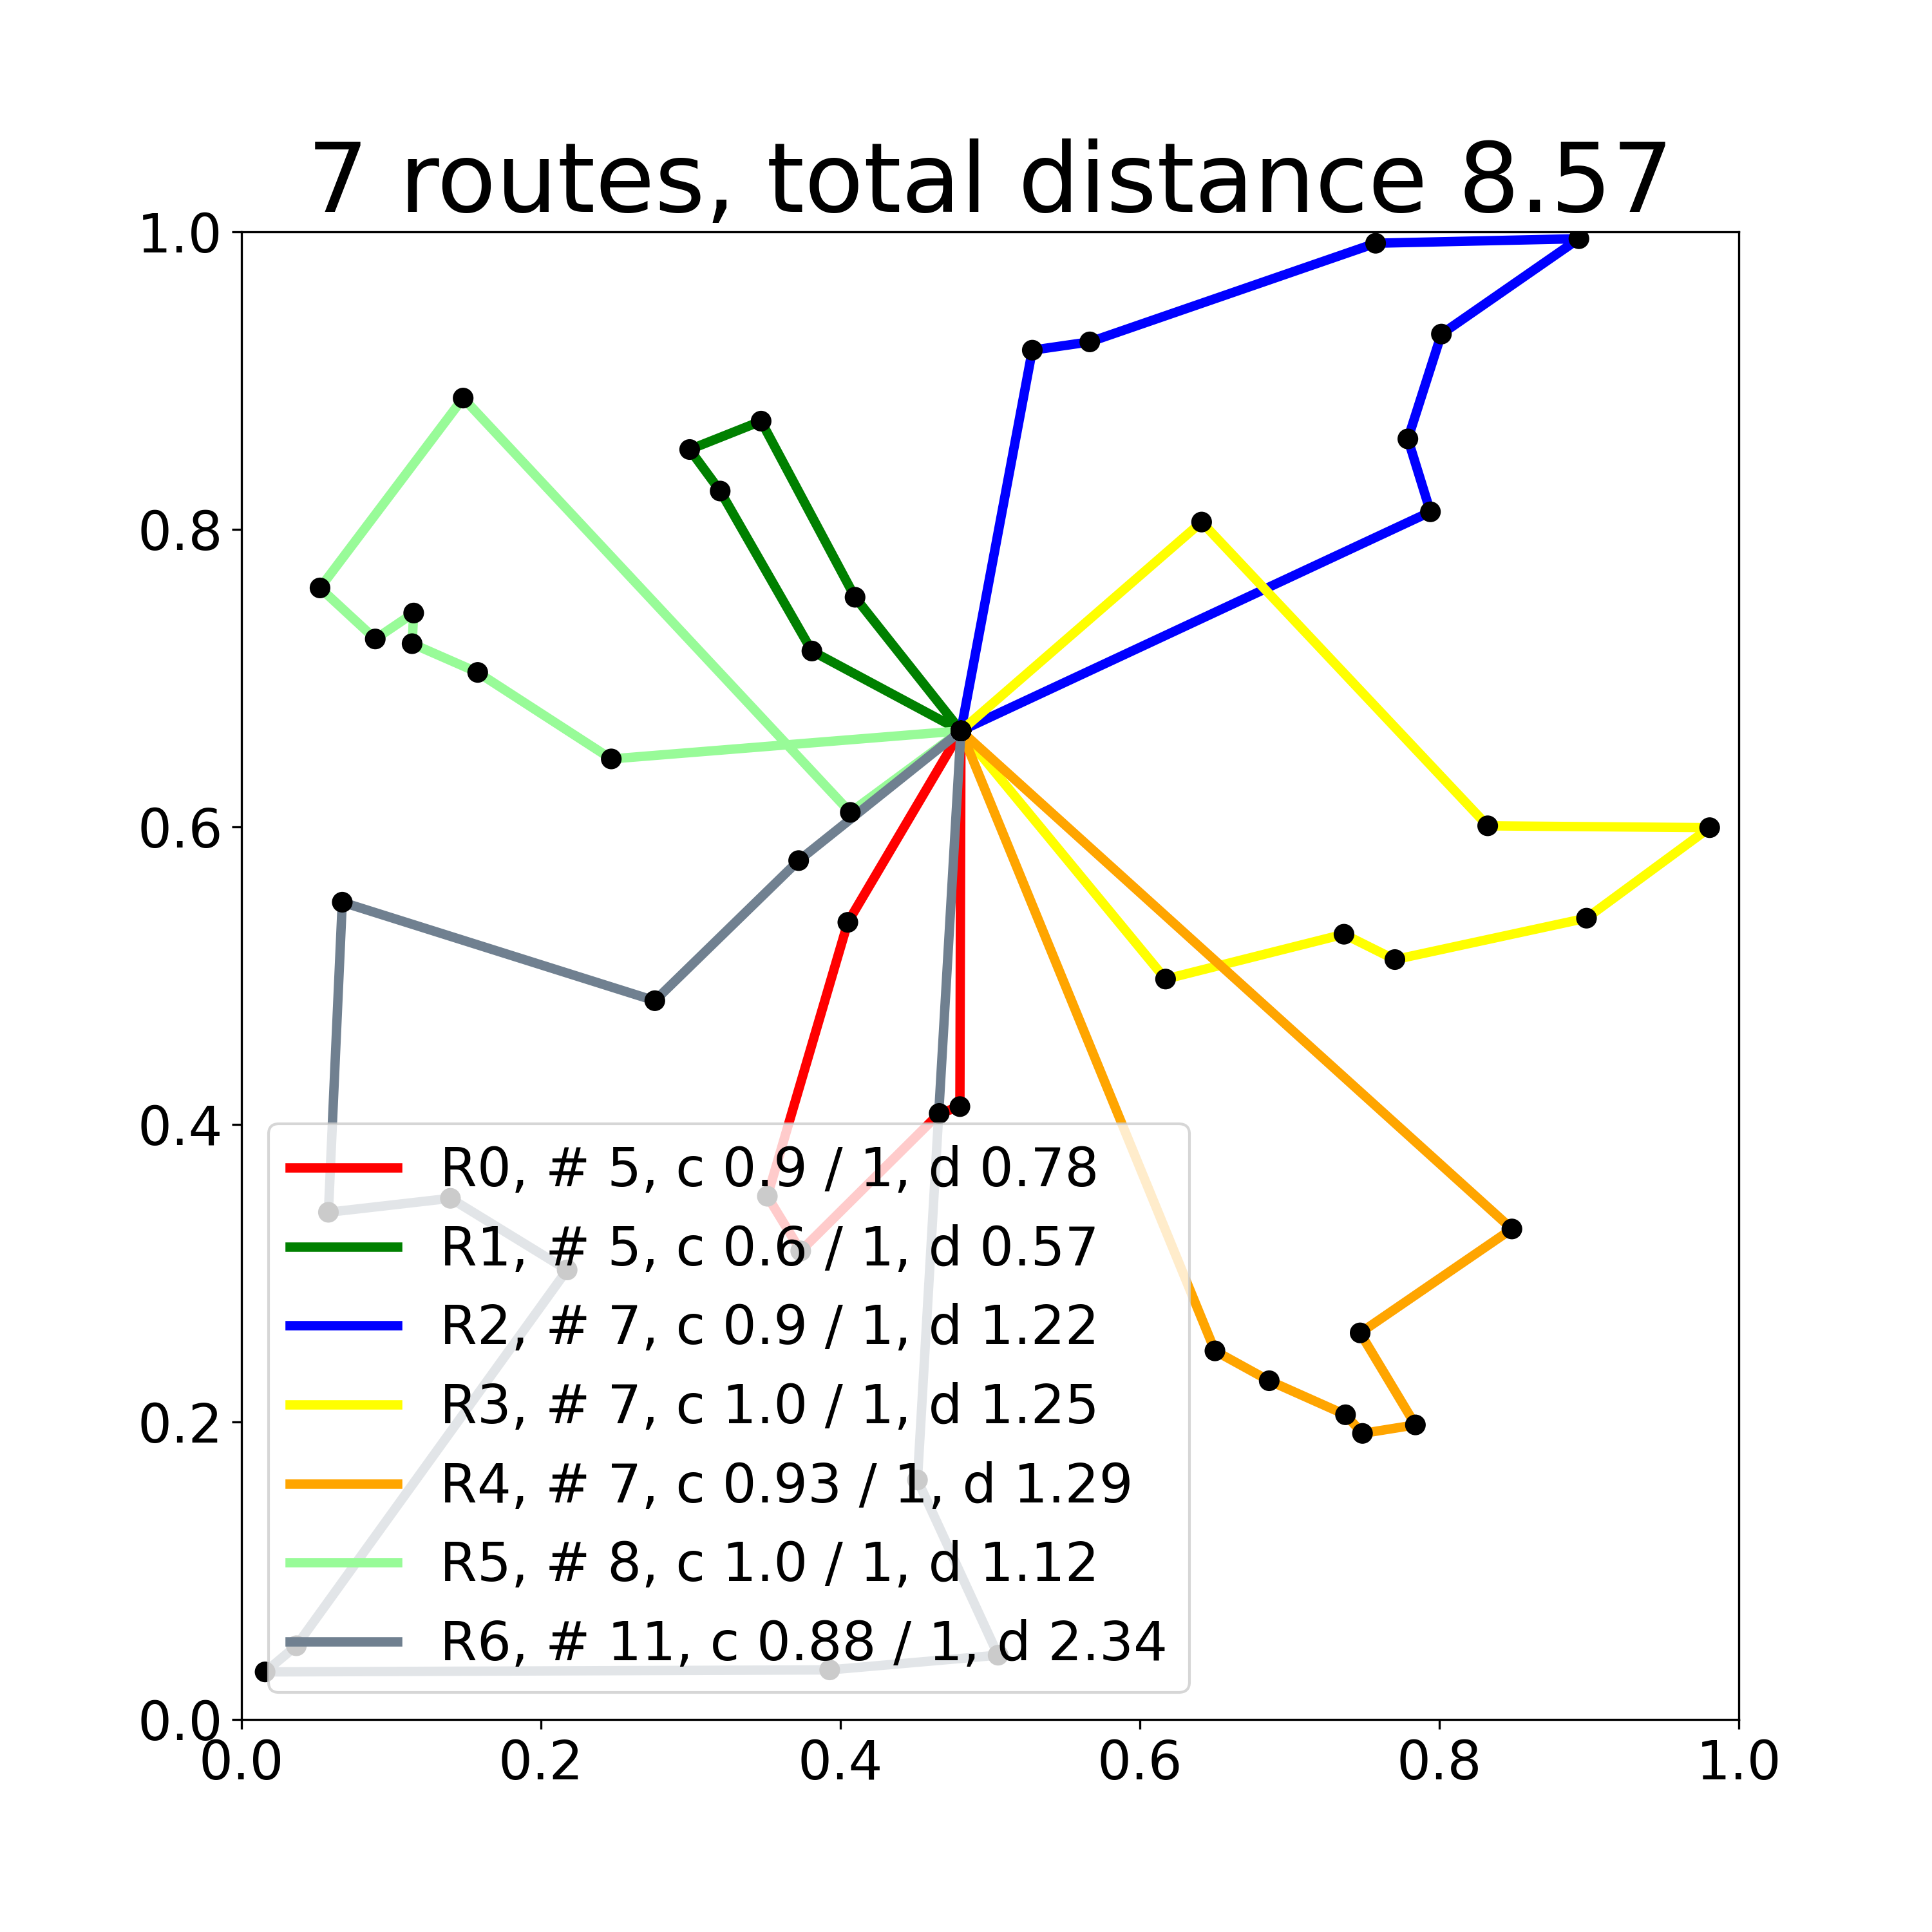 7 routes, total distance 8.57
1.0
0.8
0.6
0.4
0.2
0.0
R0, # 5, c 0.9 / 1, d 0.78
R1, # 5, c 0.6 / 1, d 0.57
R2, # 7, c 0.9 / 1, d 1.22
R3, # 7, c 1.0 / 1, d 1.25
R4, # 7, c 0.93 / 1, d 1.29
R5, # 8, c 1.0 / 1, d 1.12
R6, # 11, c 0.88 / 1, d 2.34
0.0 0.2 0.4 0.6 0.8 1.0